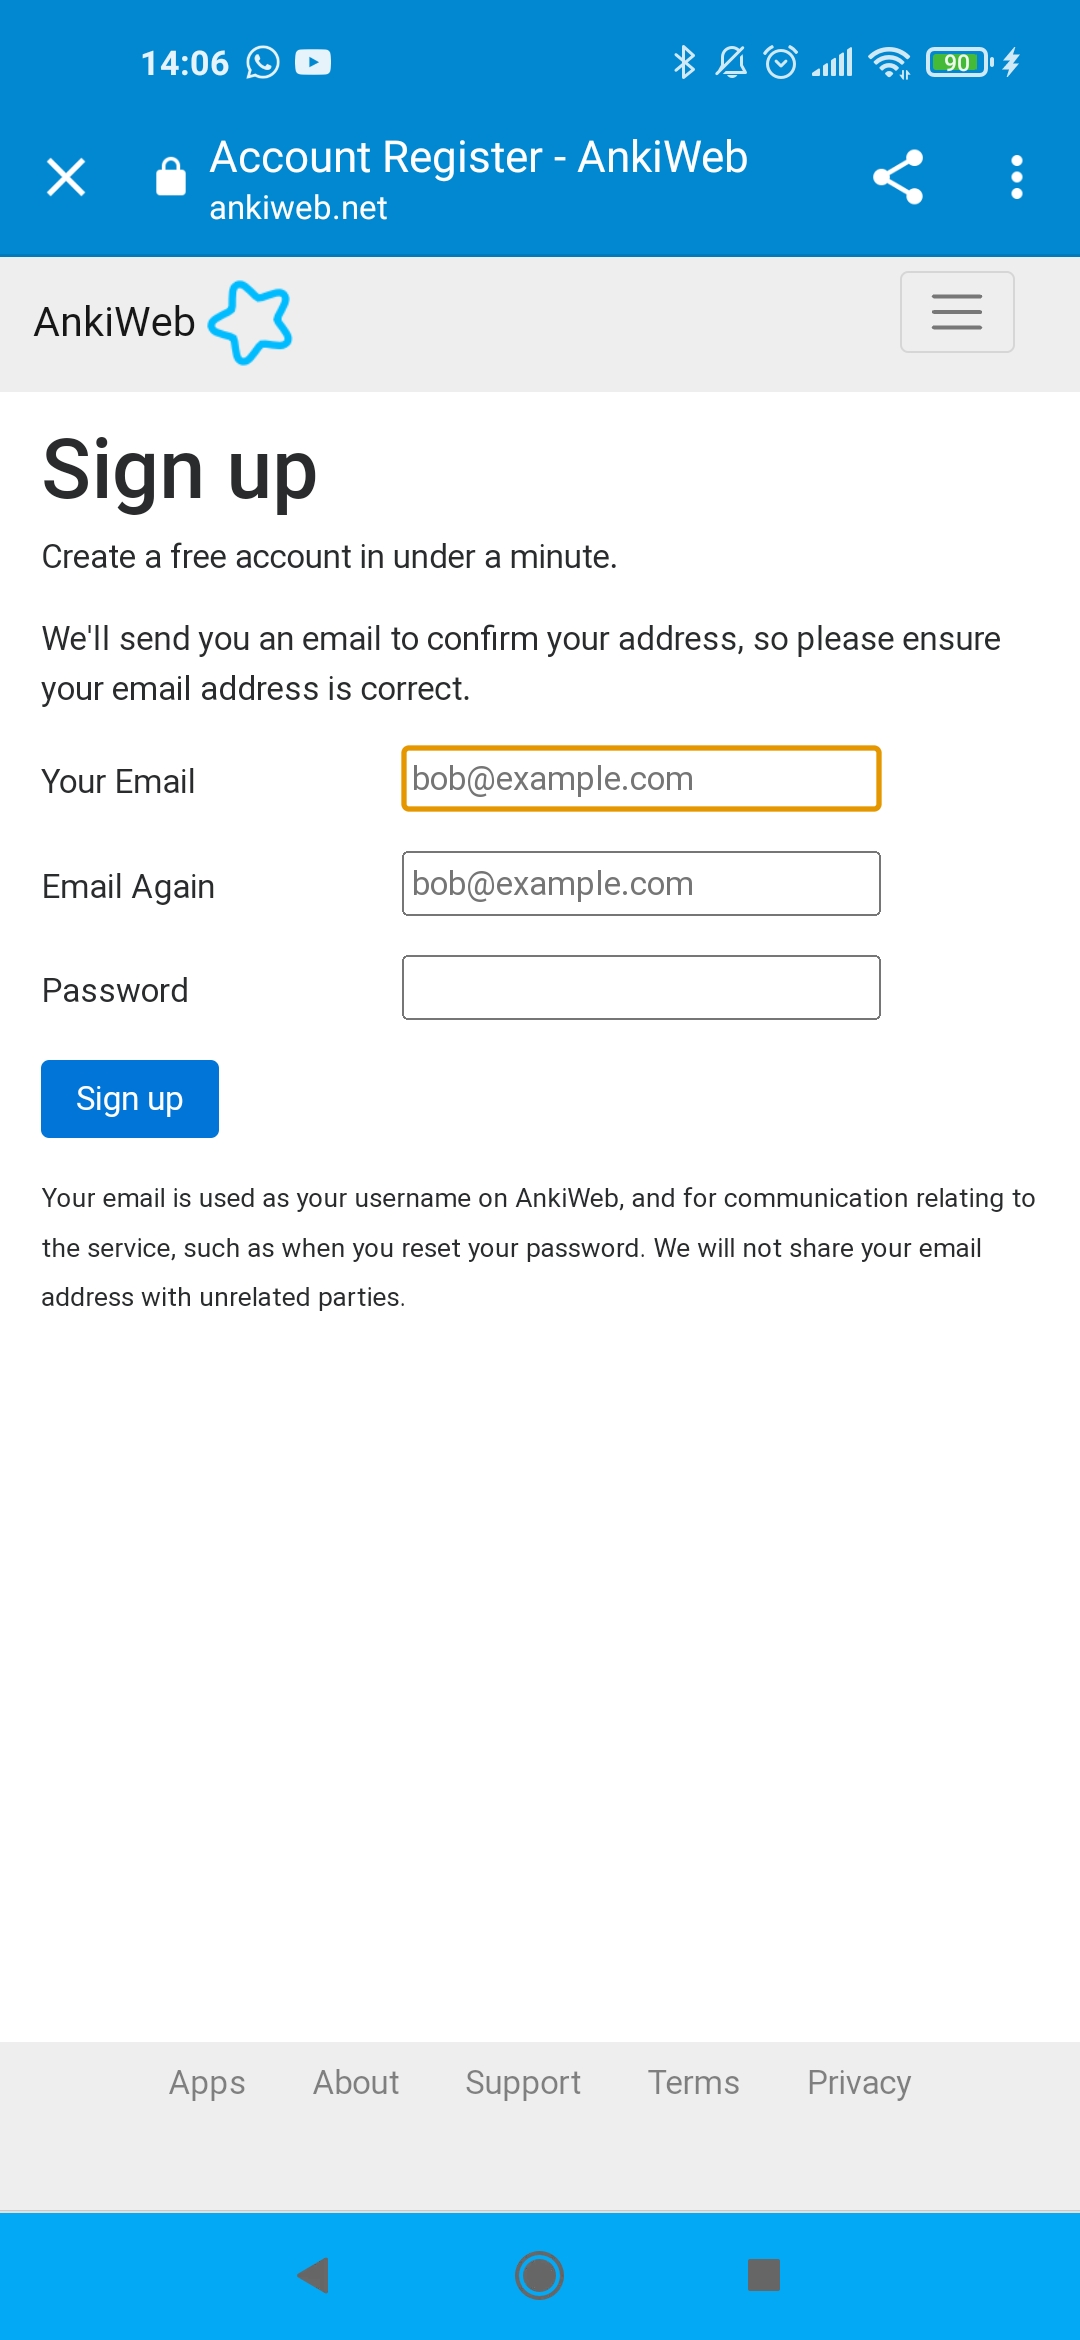 14:06
90
Account Register - AnkiWeb
ankiweb.net
AnkiWeb
Sign up
Create a free account in under a minute.
We'll send you an email to confirm your address, so please ensure
your email address is correct.
Your Email
bob@example.com
Email Again
bob@example.com
Password
Sign up
Your email is used as your username on AnkiWeb, and for communication relating to
the service, such as when you reset your password. We will not share your email
address with unrelated parties.
Apps About Support Terms Privacy